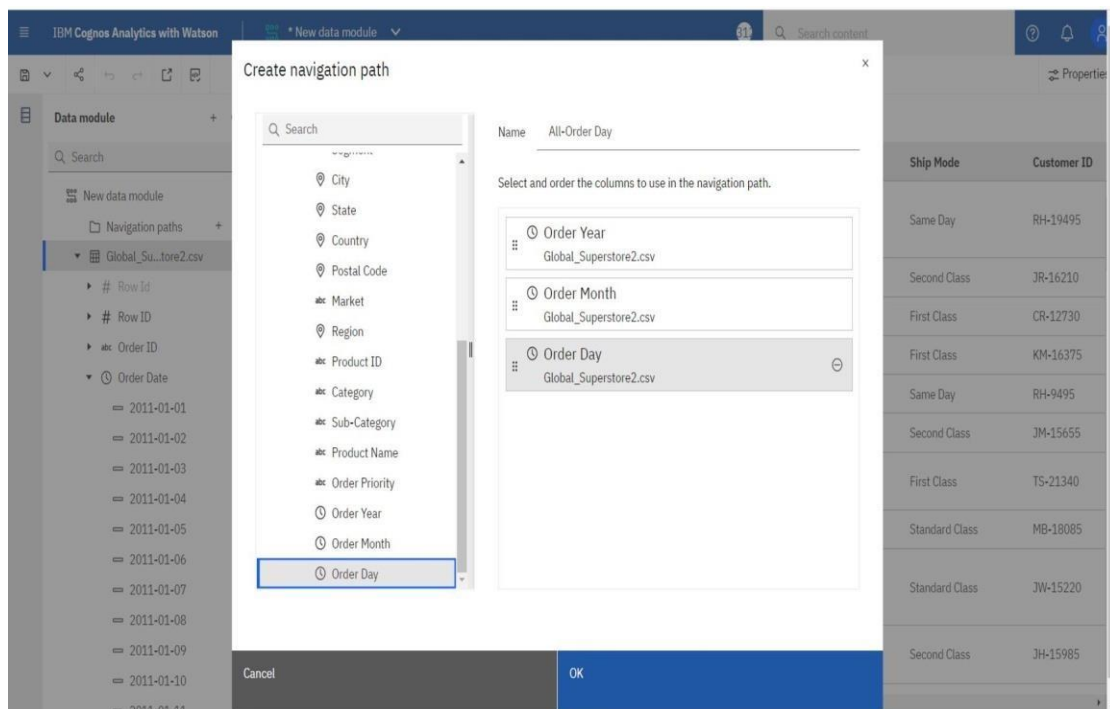 IBM Cognos Analytics with Watson
* New data module
Search content
Properties
Data module
Search
New data module
Navigation paths
Global_Su...tore2.csv
# Row Id
# Row ID
abc Order ID
Order Date
2011-01-01
2011-01-02
2011-01-03
2011-01-04
2011-01-05
2011-01-06
2011-01-07
2011-01-08
2011-01-09
2011-01-10
Create navigation path
x
Search
City
State
Country
Postal Code
abc Market
Region
abc Product ID
abc Category
abc Sub-Category
abc Product Name
abc Order Priority
Order Year
Order Month
Order Day
Name All-Order Day
Select and order the columns to use in the navigation path.
Order Year
Global_Superstore2.csv
Order Month
Global_Superstore2.csv
Order Day
Global_Superstore2.csv
Cancel
OK
Ship Mode Customer ID
Same Day RH-19495
Second Class JR-16210
First Class CR-12730
First Class KM-16375
Same Day RH-9495
Second Class JM-15655
First Class TS-21340
Standard Class MB-18085
Standard Class JW-15220
Second Class JH-15985